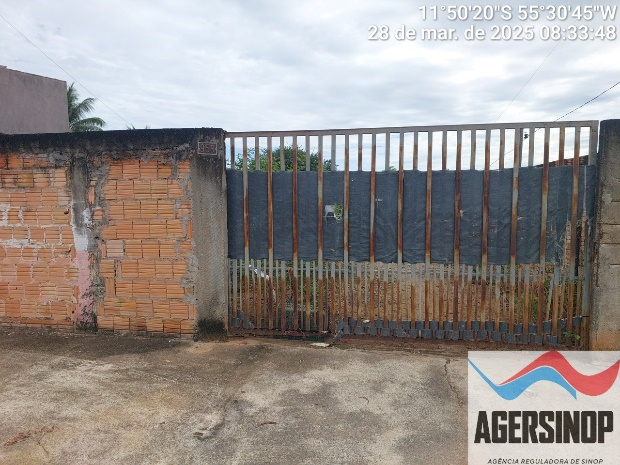 11°50'20"S 55°30'45"W
28 de mar. de 2025 08:33:48
AGERSINOP
AGÊNCIA REGULADORA DE SINOP